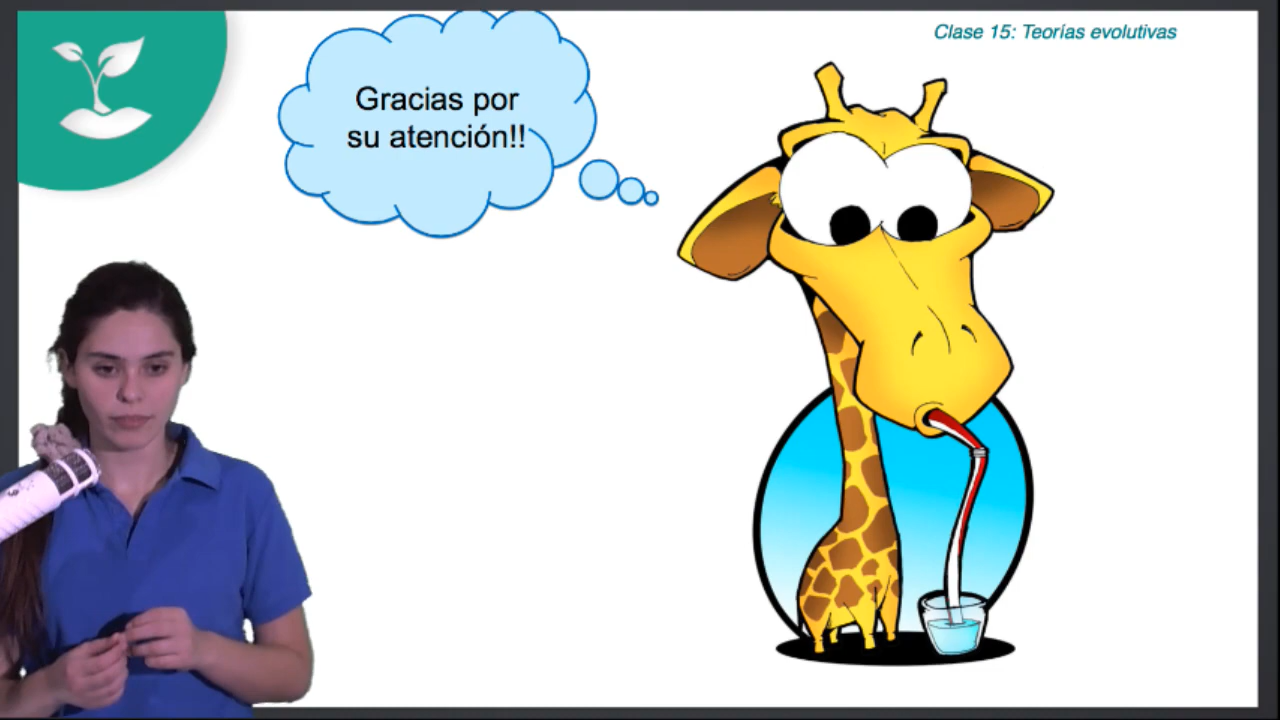 Clase 15: Teorías evolutivas
Gracias por
su atención!!